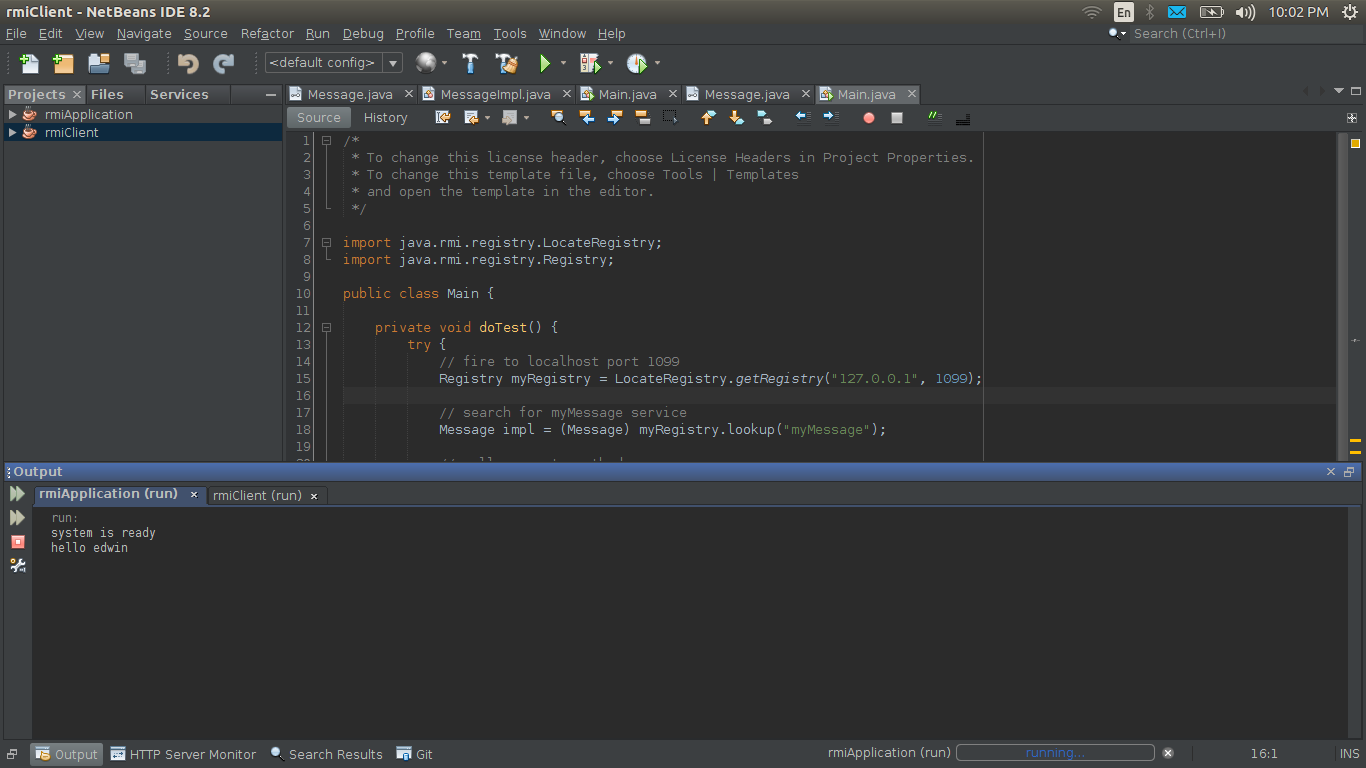 rmiClient - NetBeans IDE 8.2
En
10:02 PM
File Edit View Navigate Source Refactor Run Debug Profile Team Tools Window Help
Search (Ctrl+I)
<default config>
Projects Files Services
Message.java MessageImpl.java Main.java Message.java Main.java
rmiApplication
rmiClient
Source History
1 /*
2 * To change this license header, choose License Headers in Project Properties.
3 * To change this template file, choose Tools | Templates
4 * and open the template in the editor.
5 */
6
7 import java.rmi.registry.LocateRegistry;
8 import java.rmi.registry.Registry;
9
10 public class Main {
11
12 private void doTest() {
13 try {
14 // fire to localhost port 1099
15 Registry myRegistry = LocateRegistry.getRegistry("127.0.0.1", 1099);
16
17 // search for myMessage service
18 Message impl = (Message) myRegistry.lookup("myMessage");
19
Output
rmiApplication (run) rmiClient (run)
run:
system is ready
hello edwin
Output HTTP Server Monitor Search Results Git
rmiApplication (run) running...
16:1 INS